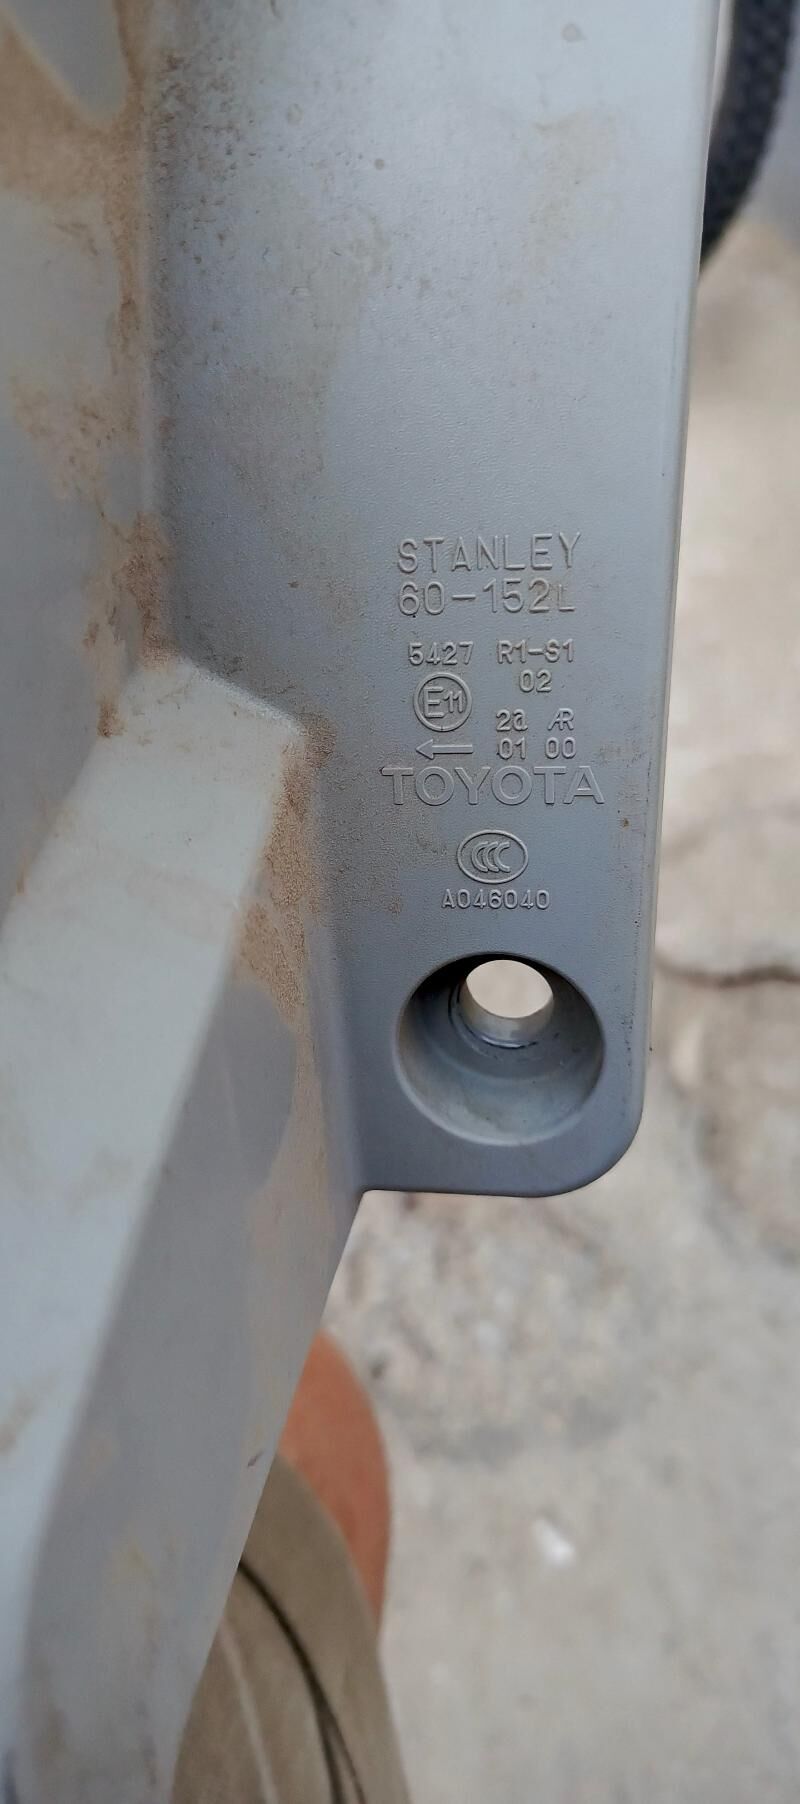 STANLEY
60-152L
5427 R1-S1
02
E11
2a AR
← 01 00
TOYOTA
CCC
A046040